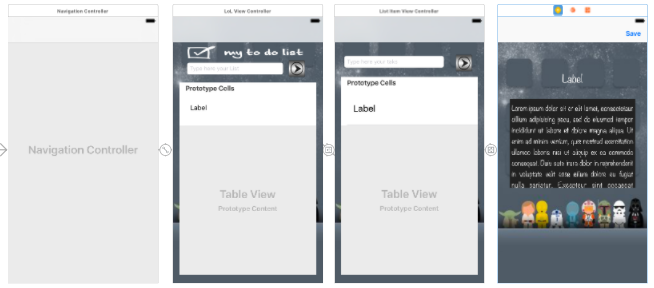 Navigation Controller
LoL View Controller
List Item View Controller
Save
my to do list
Type here your list
Type here your tasks
Prototype Cells
Label
Prototype Cells
Label
Label
Lorem ipsum dolor sit er elit lamet, consectetaur
cillium adipisicing pecu, sed do eiusmod tempor
incididunt ut labore et dolore magna aliqua. Ut
enim ad minim veniam, quis nostrud exercitation
ullamco laboris nisi ut aliquip ex ea commodo
consequat. Duis aute irure dolor in reprehenderit
in voluptate velit esse cillum dolore eu fugiat
nulla pariatur. Excepteur sint occaecat
Navigation Controller
Table View
Prototype Content
Table View
Prototype Content